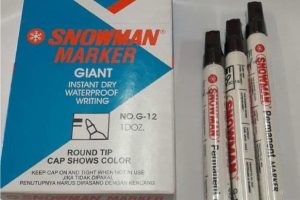 SNOWMAN
MARKER
GIANT
INSTANT DRY
WATERPROOF
WRITING
NO.G-12
1DOZ.
ROUND TIP
CAP SHOWS COLOR
KEEP CAP ON AND TIGHT WHEN NOT IN USE
JIKA TIDAK DIPAKAI,
PENUTUPNYA HARUS DIPASANG DENGAN KENCANG
SNOWMAN
Permanent
SNOWMAN
SNOWMAN
Permanent MARKER